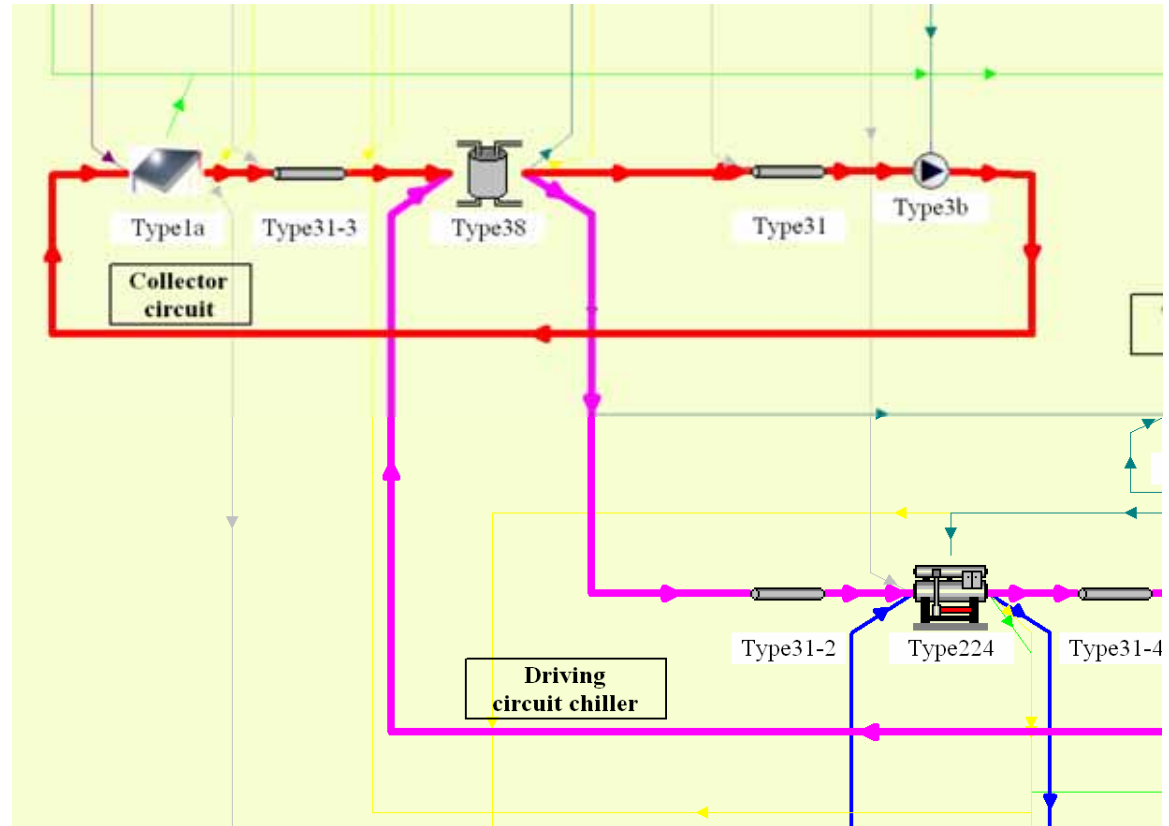 Type1a
Type31-3
Type38
Type31
Type3b
Collector
circuit
Type31-2
Type224
Type31-4
Driving
circuit chiller